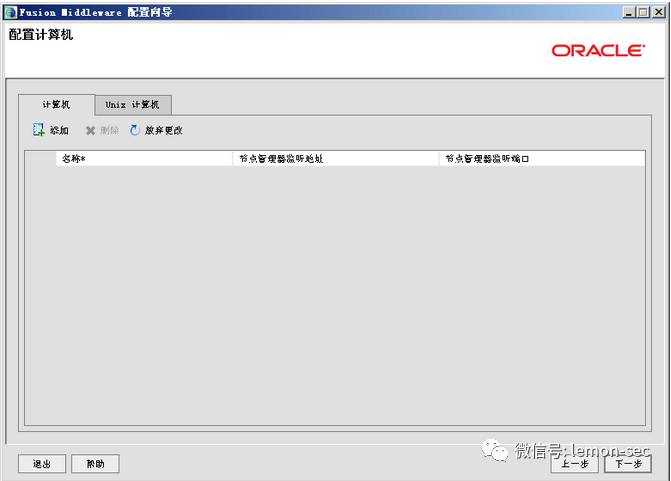 Fusion Middleware 配置向导
配置计算机
ORACLE
计算机
Unix 计算机
添加
删除
放弃更改
名称*
节点管理器监听地址
节点管理器监听端口
微信号: lemon-sec
退出
帮助
上一步
下一步